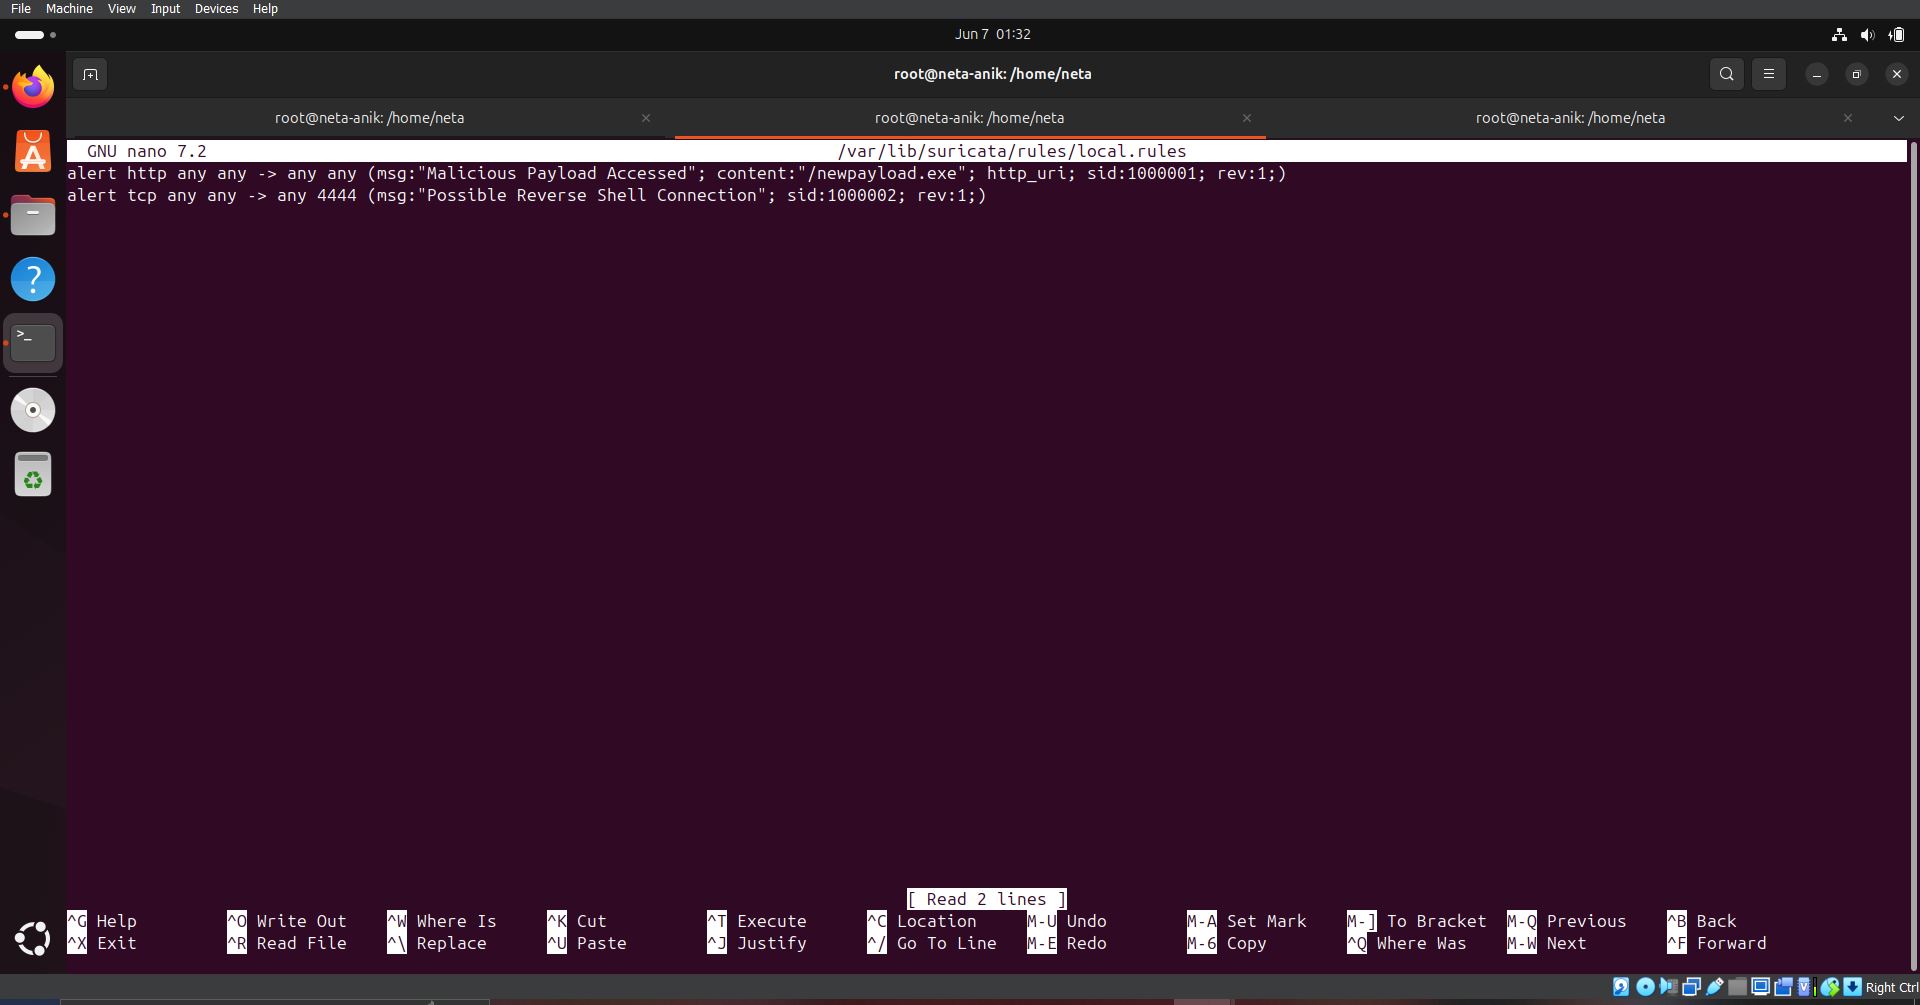 File Machine View Input Devices Help
Jun 7 01:32
root@neta-anik: /home/neta
root@neta-anik: /home/neta
root@neta-anik: /home/neta
root@neta-anik: /home/neta
GNU nano 7.2 /var/lib/suricata/rules/local.rules
alert http any any -> any any (msg:"Malicious Payload Accessed"; content:"/newpayload.exe"; http_uri; sid:1000001; rev:1;)
alert tcp any any -> any 4444 (msg:"Possible Reverse Shell Connection"; sid:1000002; rev:1;)
[ Read 2 lines ]
^G Help ^O Write Out ^W Where Is ^K Cut ^T Execute ^C Location M-U Undo M-A Set Mark M-] To Bracket M-Q Previous ^B Back
^X Exit ^R Read File ^\ Replace ^U Paste ^J Justify ^/ Go To Line M-E Redo M-6 Copy ^Q Where Was M-W Next ^F Forward
Right Ctrl